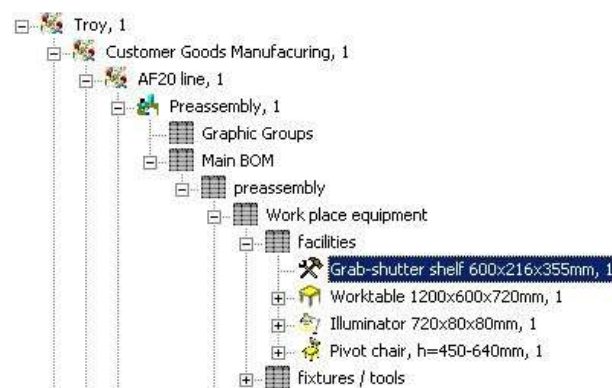 Troy, 1
Customer Goods Manufacuring, 1
AF20 line, 1
Preassembly, 1
Graphic Groups
Main BOM
preassembly
Work place equipment
facilities
Grab-shutter shelf 600x216x355mm, 1
Worktable 1200x600x720mm, 1
Illuminator 720x80x80mm, 1
Pivot chair, h=450-640mm, 1
fixtures / tools